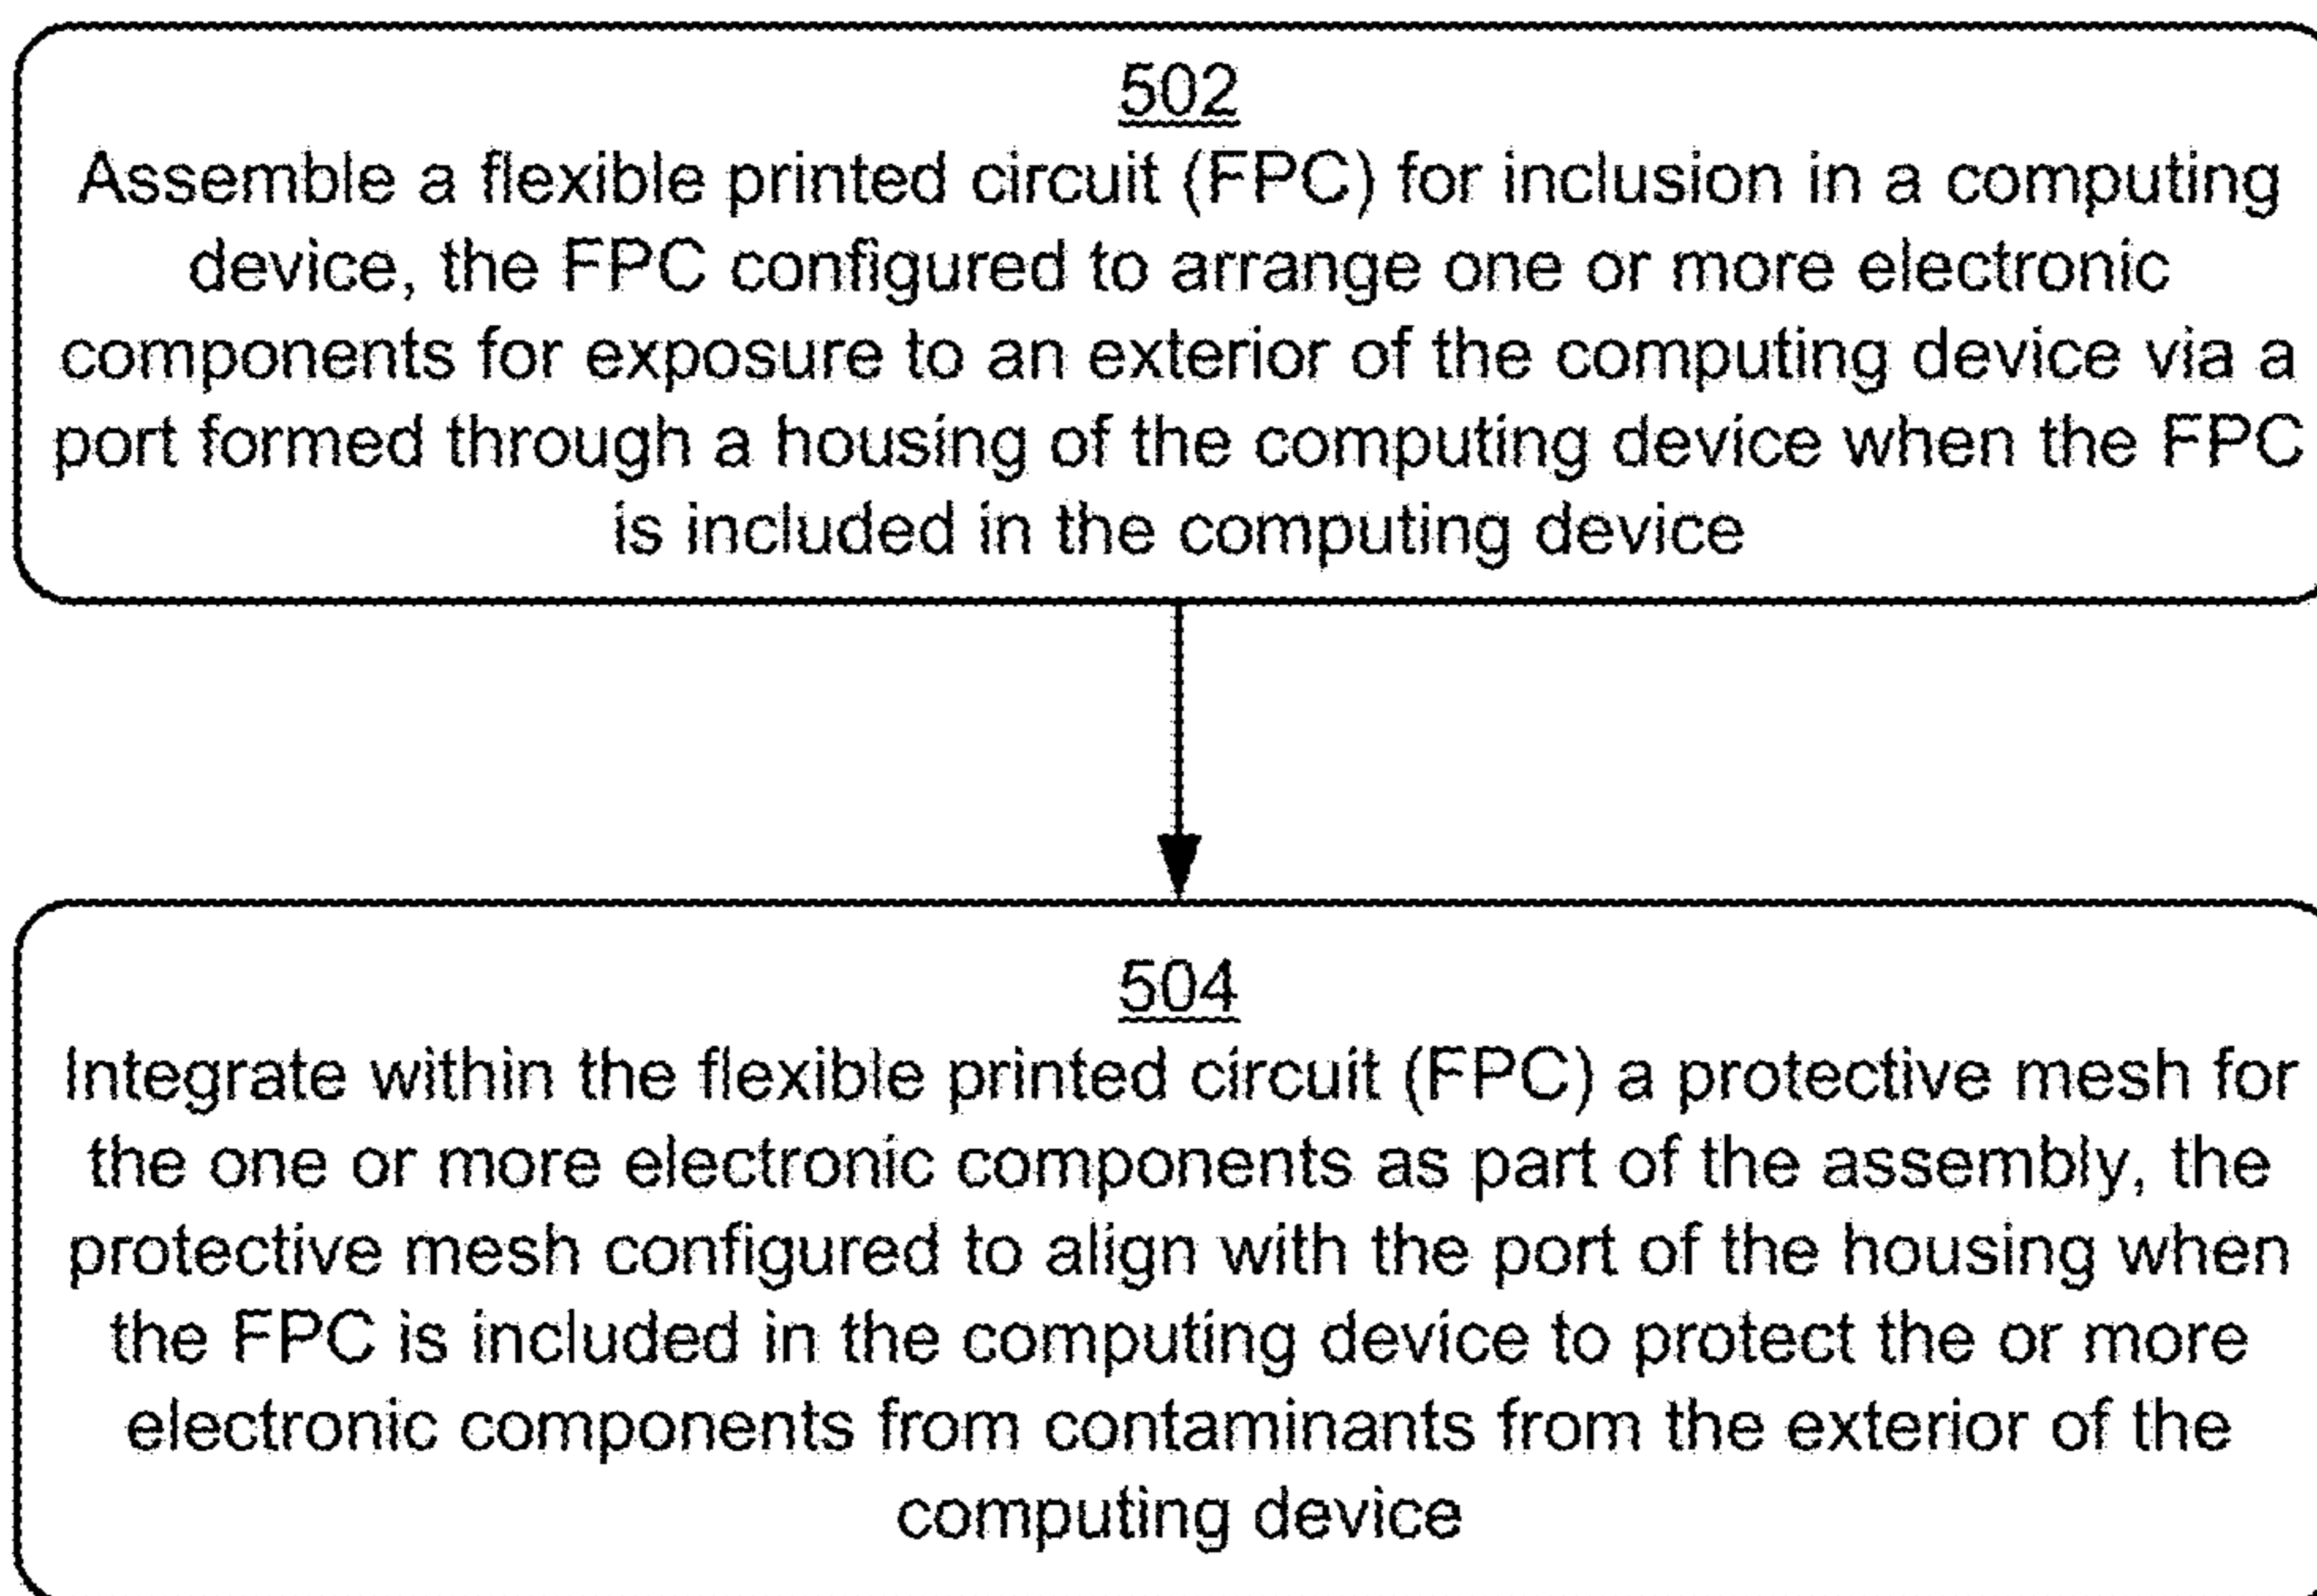 502
Assemble a flexible printed circuit (FPC) for inclusion in a computing
device, the FPC configured to arrange one or more electronic
components for exposure to an exterior of the computing device via a
port formed through a housing of the computing device when the FPC
is included in the computing device
504
Integrate within the flexible printed circuit (FPC) a protective mesh for
the one or more electronic components as part of the assembly, the
protective mesh configured to align with the port of the housing when
the FPC is included in the computing device to protect the or more
electronic components from contaminants from the exterior of the
computing device